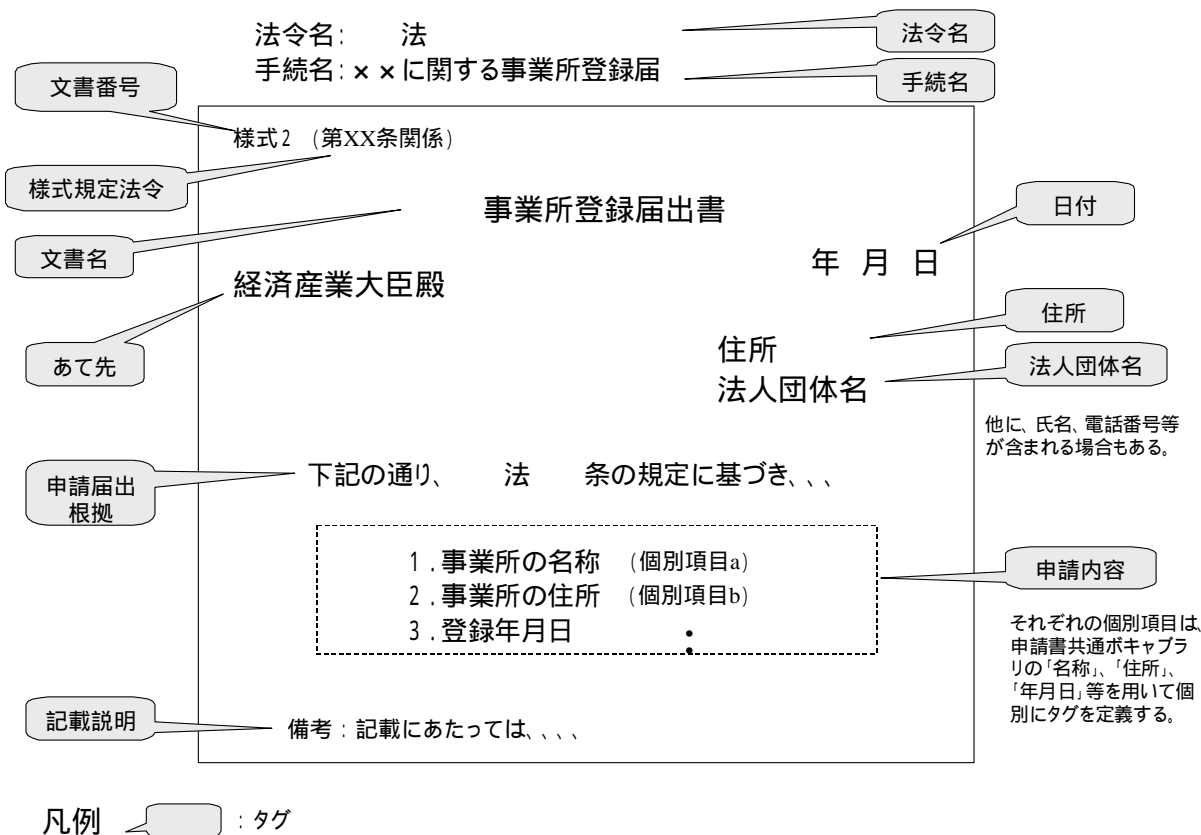 法令名:　　法
法令名
手続名:××に関する事業所登録届
手続名
文書番号
様式2 (第XX条関係)
様式規定法令
事業所登録届出書
日付
文書名
年 月 日
経済産業大臣殿
住所
あて先
住所
法人団体名
法人団体名
他に、氏名、電話番号等
が含まれる場合もある。
申請届出
根拠
下記の通り、　　法　　条の規定に基づき、、、
1.事業所の名称 (個別項目a)
2.事業所の住所 (個別項目b)
3.登録年月日 :
申請内容
それぞれの個別項目は、
申請書共通ボキャブラ
リの「名称」、「住所」、
「年月日」等を用いて個
別にタグを定義する。
記載説明
備考:記載にあたっては、、、、
凡例 :タグ